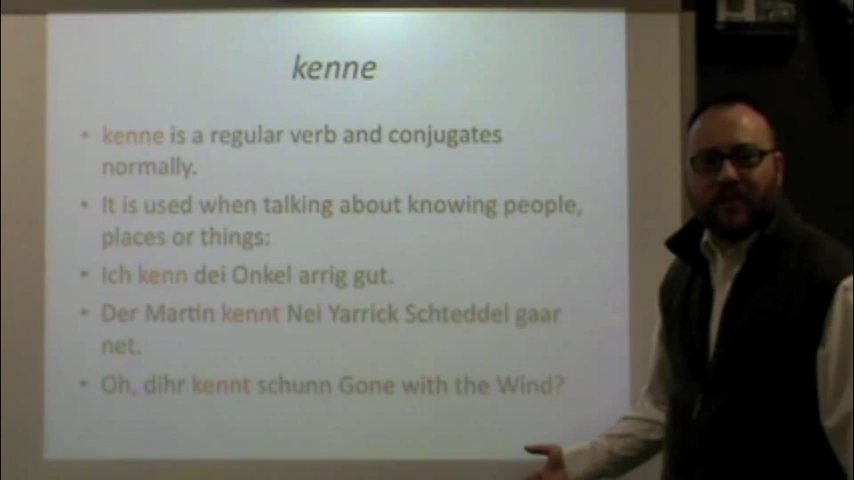 kenne
• kenne is a regular verb and conjugates
normally.
• It is used when talking about knowing people,
places or things:
• Ich kenn dei Onkel arrig gut.
• Der Martin kennt Nei Yarrick Schteddel gaar
net.
• Oh, dihr kennt schunn Gone with the Wind?